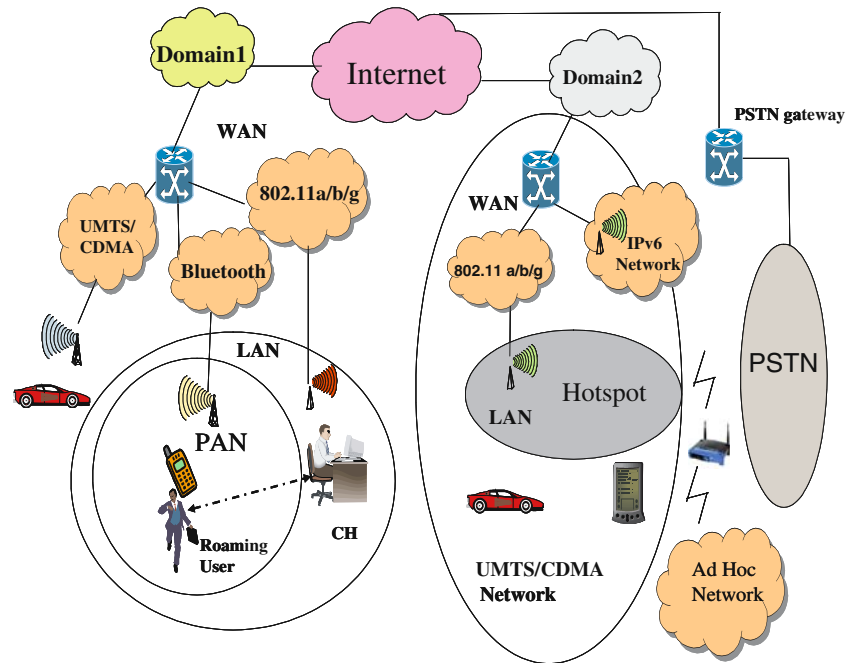 Domain1
Internet
Domain2
PSTN gateway
WAN
802.11a/b/g
UMTS/
CDMA
Bluetooth
WAN
IPv6
Network
802.11 a/b/g
LAN
PAN
Hotspot
LAN
PSTN
Roaming
User
CH
UMTS/CDMA
Network
Ad Hoc
Network